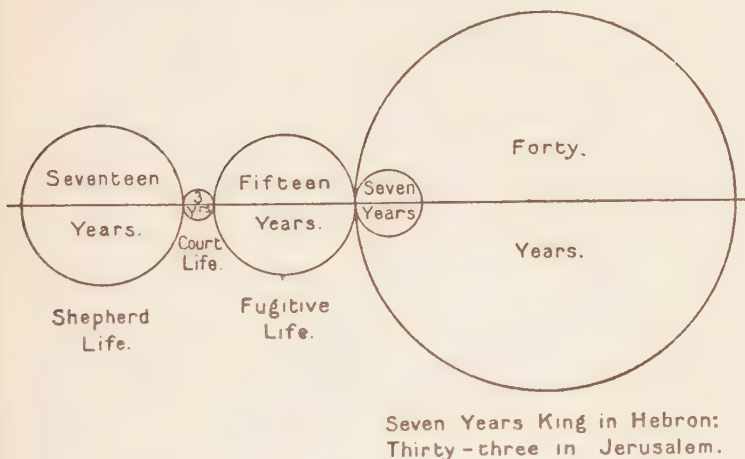 Seventeen
Years.
Shepherd
Life.
3
Yrs
Court
Life.
Fifteen
Years.
Fugitive
Life.
Seven
Years
Forty.
Years.
Seven Years King in Hebron:
Thirty-three in Jerusalem.